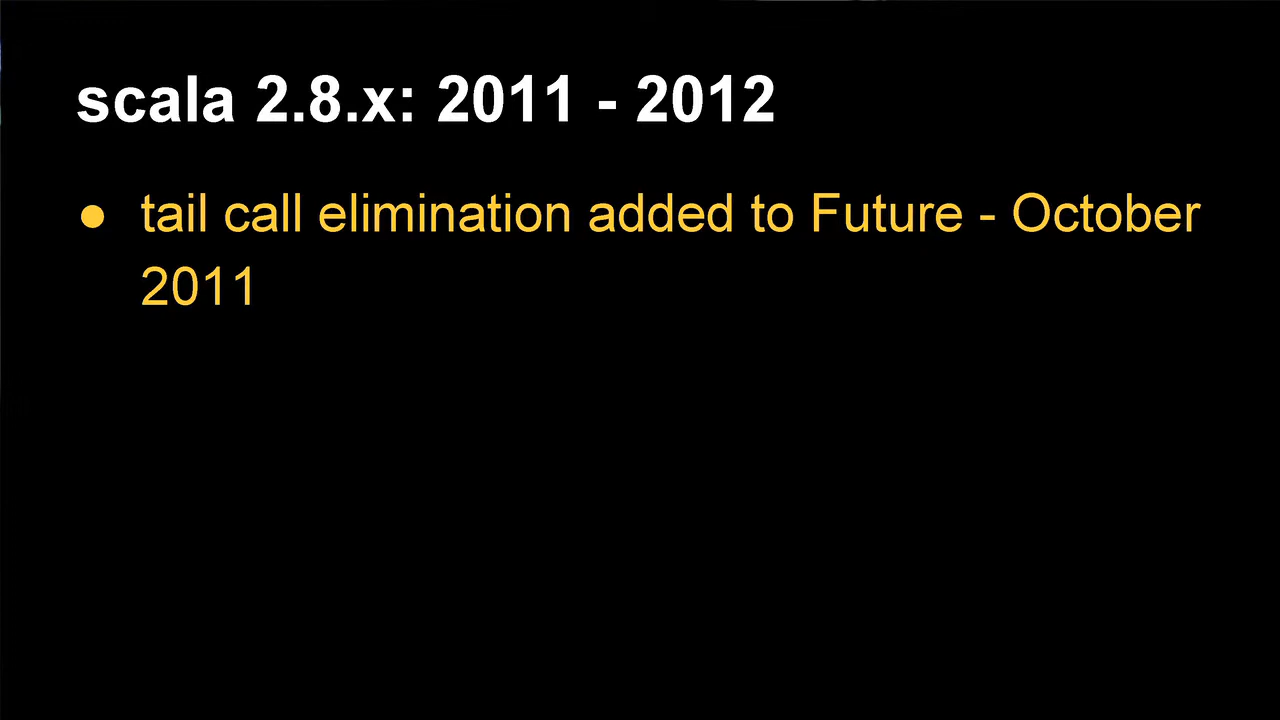 scala 2.8.x: 2011 - 2012
● tail call elimination added to Future - October
2011